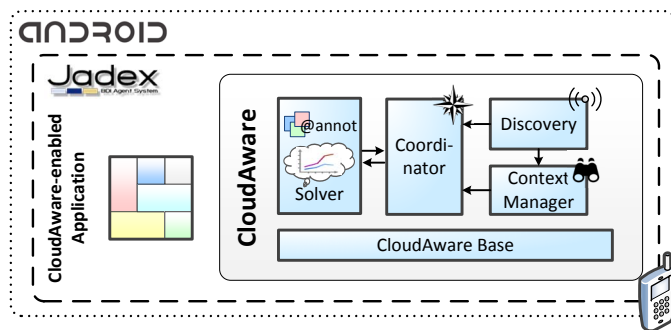 ANDROID
Jadex
BDI Agent System
CloudAware-enabled
Application
CloudAware
@annot
Solver
Coordi-
nator
Discovery
Context
Manager
CloudAware Base